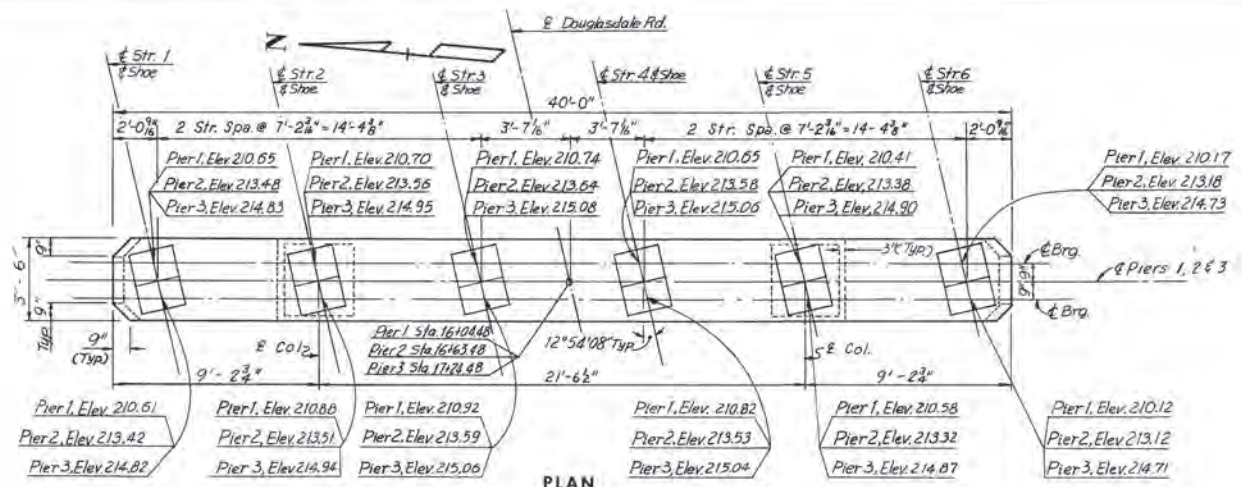 ℄ Douglasdale Rd.
N
℄ Str. 1
& Shoe
℄ Str. 2
& Shoe
℄ Str. 3
& Shoe
℄ Str. 4 & Shoe
℄ Str. 5
& Shoe
℄ Str. 6
& Shoe
40'-0"
2'-0 9/16"
2 Str. Spa. @ 7'-2 3/16" = 14'-4 3/8"
3'-7 1/16"
3'-7 1/16"
2 Str. Spa. @ 7'-2 3/16" = 14'-4 3/8"
2'-0 9/16"
Pier 1, Elev. 210.65
Pier 2, Elev. 213.48
Pier 3, Elev. 214.83
Pier 1, Elev. 210.70
Pier 2, Elev. 213.56
Pier 3, Elev. 214.95
Pier 1, Elev. 210.74
Pier 2, Elev. 213.64
Pier 3, Elev. 215.08
Pier 1, Elev. 210.65
Pier 2, Elev. 213.58
Pier 3, Elev. 215.06
Pier 1, Elev. 210.41
Pier 2, Elev. 213.38
Pier 3, Elev. 214.90
Pier 1, Elev. 210.17
Pier 2, Elev. 213.18
Pier 3, Elev. 214.73
3'-6"
9"
9"
Typ.
9"
(Typ.)
3" (Typ.)
℄ Brg.
℄ Piers 1, 2 & 3
9" 9"
℄ Brg.
Pier 1 Sta. 16+04.48
Pier 2 Sta. 16+63.48
Pier 3 Sta. 17+24.48
12°54'08" Typ.
℄ Col.
℄ Col.
9'-2 3/4"
21'-6 1/2"
9'-2 3/4"
Pier 1, Elev. 210.61
Pier 2, Elev. 213.42
Pier 3, Elev. 214.82
Pier 1, Elev. 210.88
Pier 2, Elev. 213.51
Pier 3, Elev. 214.94
Pier 1, Elev. 210.92
Pier 2, Elev. 213.59
Pier 3, Elev. 215.06
Pier 1, Elev. 210.82
Pier 2, Elev. 213.53
Pier 3, Elev. 215.04
Pier 1, Elev. 210.58
Pier 2, Elev. 213.32
Pier 3, Elev. 214.87
Pier 1, Elev. 210.12
Pier 2, Elev. 213.12
Pier 3, Elev. 214.71
PLAN